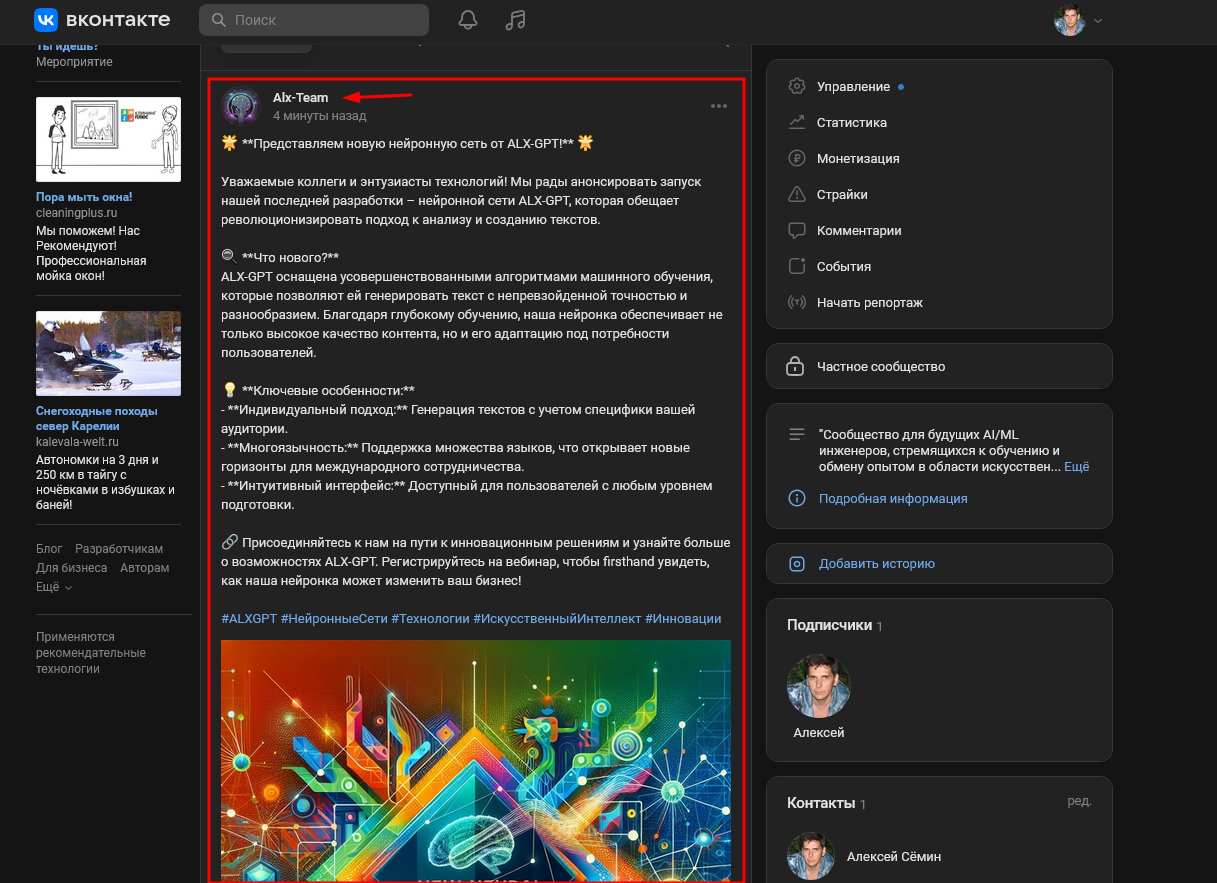 вконтакте
Поиск
Ты идешь?
Мероприятие
Пора мыть окна!
cleaningplus.ru
Мы поможем! Нас
Рекомендуют!
Профессиональная
мойка окон!
Снегоходные походы
север Карелии
kalevala-welt.ru
Автономки на 3 дня и
250 км в тайгу с
ночёвками в избушках и
баней!
Блог Разработчикам
Для бизнеса Авторам
Ещё
Применяются
рекомендательные
технологии
Alx-Team
4 минуты назад
🌟 **Представляем новую нейронную сеть от ALX-GPT!** 🌟
Уважаемые коллеги и энтузиасты технологий! Мы рады анонсировать запуск
нашей последней разработки – нейронной сети ALX-GPT, которая обещает
революционизировать подход к анализу и созданию текстов.
🔍 **Что нового?**
ALX-GPT оснащена усовершенствованными алгоритмами машинного обучения,
которые позволяют ей генерировать текст с непревзойденной точностью и
разнообразием. Благодаря глубокому обучению, наша нейронка обеспечивает не
только высокое качество контента, но и его адаптацию под потребности
пользователей.
💡 **Ключевые особенности:**
- **Индивидуальный подход:** Генерация текстов с учетом специфики вашей
аудитории.
- **Многоязычность:** Поддержка множества языков, что открывает новые
горизонты для международного сотрудничества.
- **Интуитивный интерфейс:** Доступный для пользователей с любым уровнем
подготовки.
🔗 Присоединяйтесь к нам на пути к инновационным решениям и узнайте больше
о возможностях ALX-GPT. Регистрируйтесь на вебинар, чтобы firsthand увидеть,
как наша нейронка может изменить ваш бизнес!
#ALXGPT #НейронныеСети #Технологии #ИскусственныйИнтеллект #Инновации
Управление
Статистика
Монетизация
Страйки
Комментарии
События
Начать репортаж
Частное сообщество
"Сообщество для будущих AI/ML
инженеров, стремящихся к обучению и
обмену опытом в области искусствен... Ещё
Подробная информация
Добавить историю
Подписчики 1
Алексей
Контакты 1
ред.
Алексей Сёмин